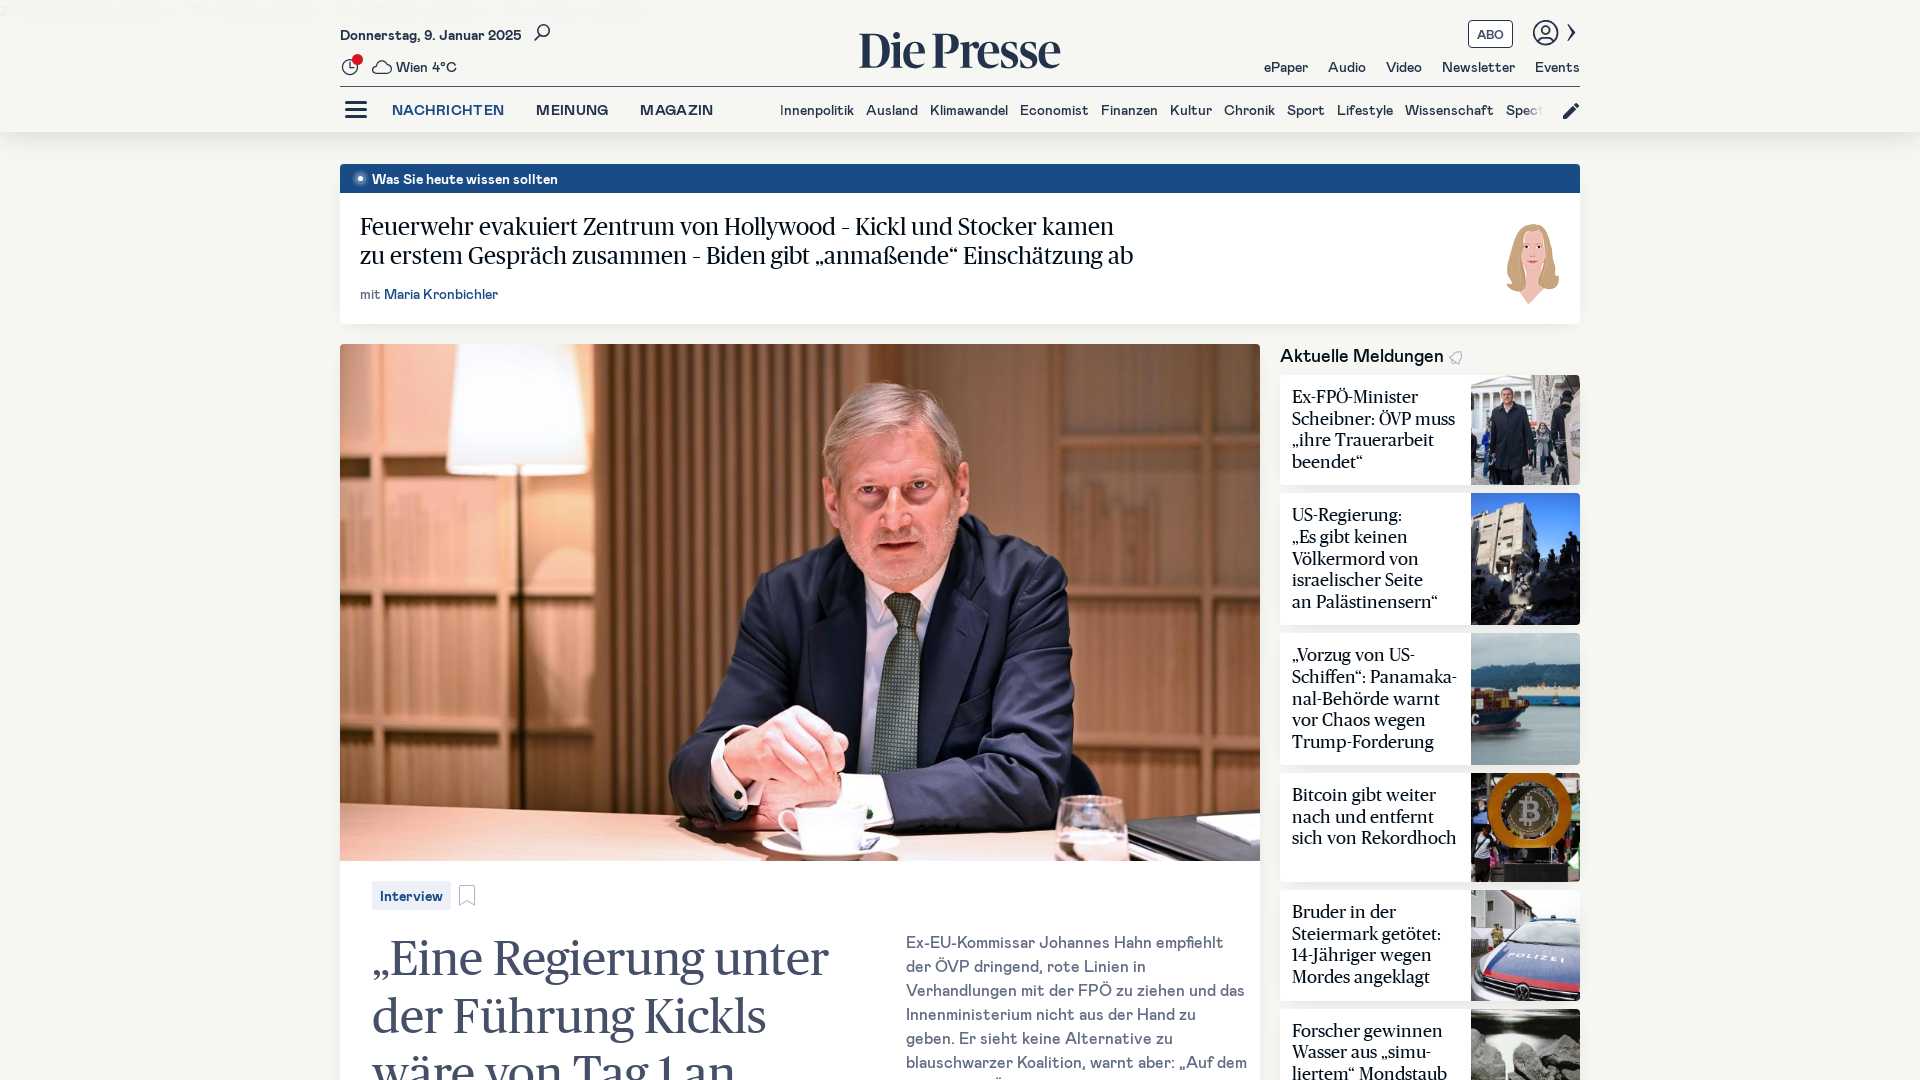 Donnerstag, 9. Januar 2025
Wien 4°C
Die Presse
ABO
ePaper Audio Video Newsletter Events
NACHRICHTEN MEINUNG MAGAZIN
Innenpolitik Ausland Klimawandel Economist Finanzen Kultur Chronik Sport Lifestyle Wissenschaft Spect
Was Sie heute wissen sollten
Feuerwehr evakuiert Zentrum von Hollywood – Kickl und Stocker kamen
zu erstem Gespräch zusammen – Biden gibt „anmaßende“ Einschätzung ab
mit Maria Kronbichler
Interview
„Eine Regierung unter
der Führung Kickls
wäre von Tag 1 an
Ex-EU-Kommissar Johannes Hahn empfiehlt
der ÖVP dringend, rote Linien in
Verhandlungen mit der FPÖ zu ziehen und das
Innenministerium nicht aus der Hand zu
geben. Er sieht keine Alternative zu
blauschwarzer Koalition, warnt aber: „Auf dem
Aktuelle Meldungen
Ex-FPÖ-Minister
Scheibner: ÖVP muss
„ihre Trauerarbeit
beendet“
US-Regierung:
„Es gibt keinen
Völkermord von
israelischer Seite
an Palästinensern“
„Vorzug von US-
Schiffen“: Panamaka-
nal-Behörde warnt
vor Chaos wegen
Trump-Forderung
Bitcoin gibt weiter
nach und entfernt
sich von Rekordhoch
Bruder in der
Steiermark getötet:
14-Jähriger wegen
Mordes angeklagt
POLIZEI
Forscher gewinnen
Wasser aus „simu-
liertem“ Mondstaub